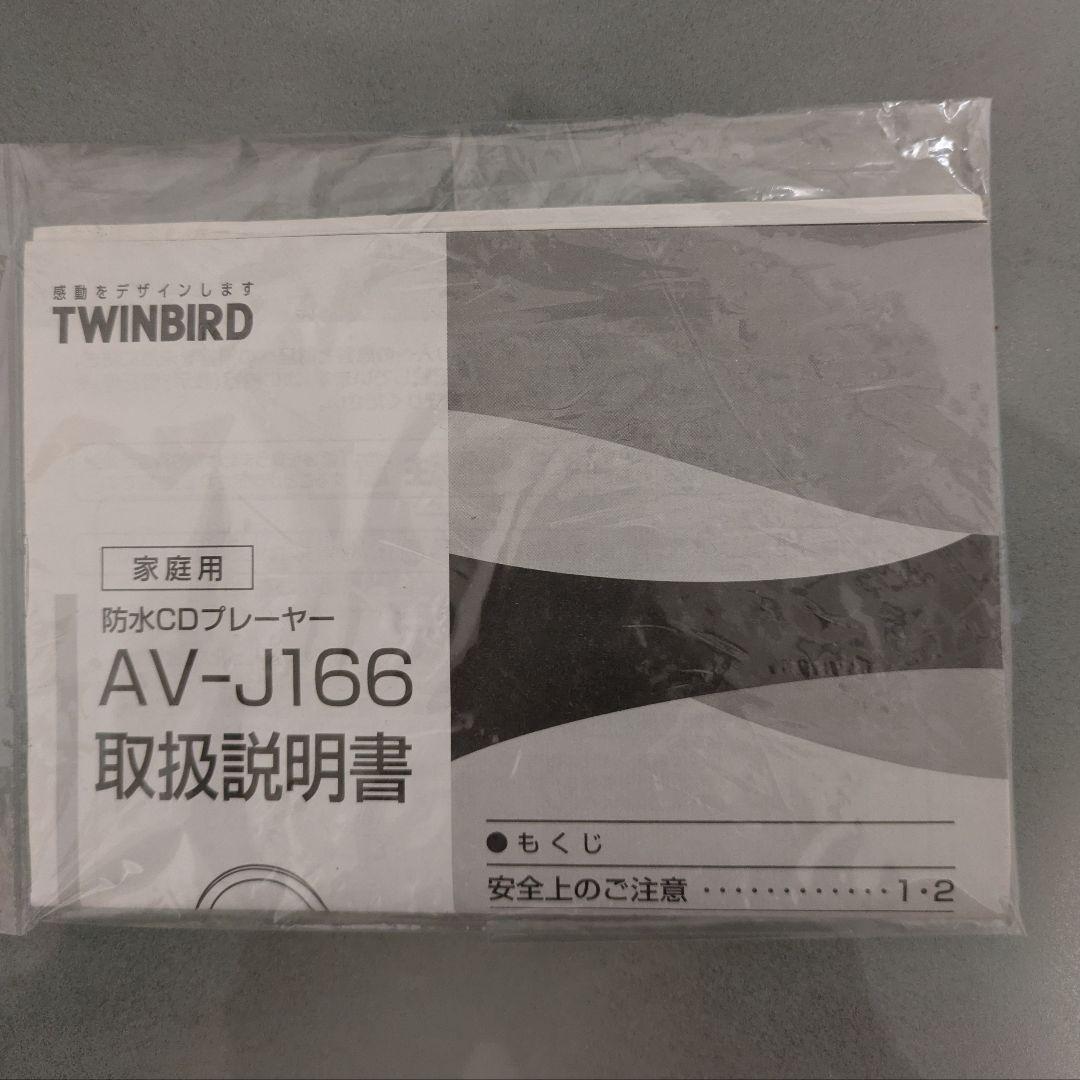 感動をデザインします
TWINBIRD
家庭用
防水CDプレーヤー
AV-J166
取扱説明書
●もくじ
安全上のご注意 ・・・・・・・・・・・・・ 1・2